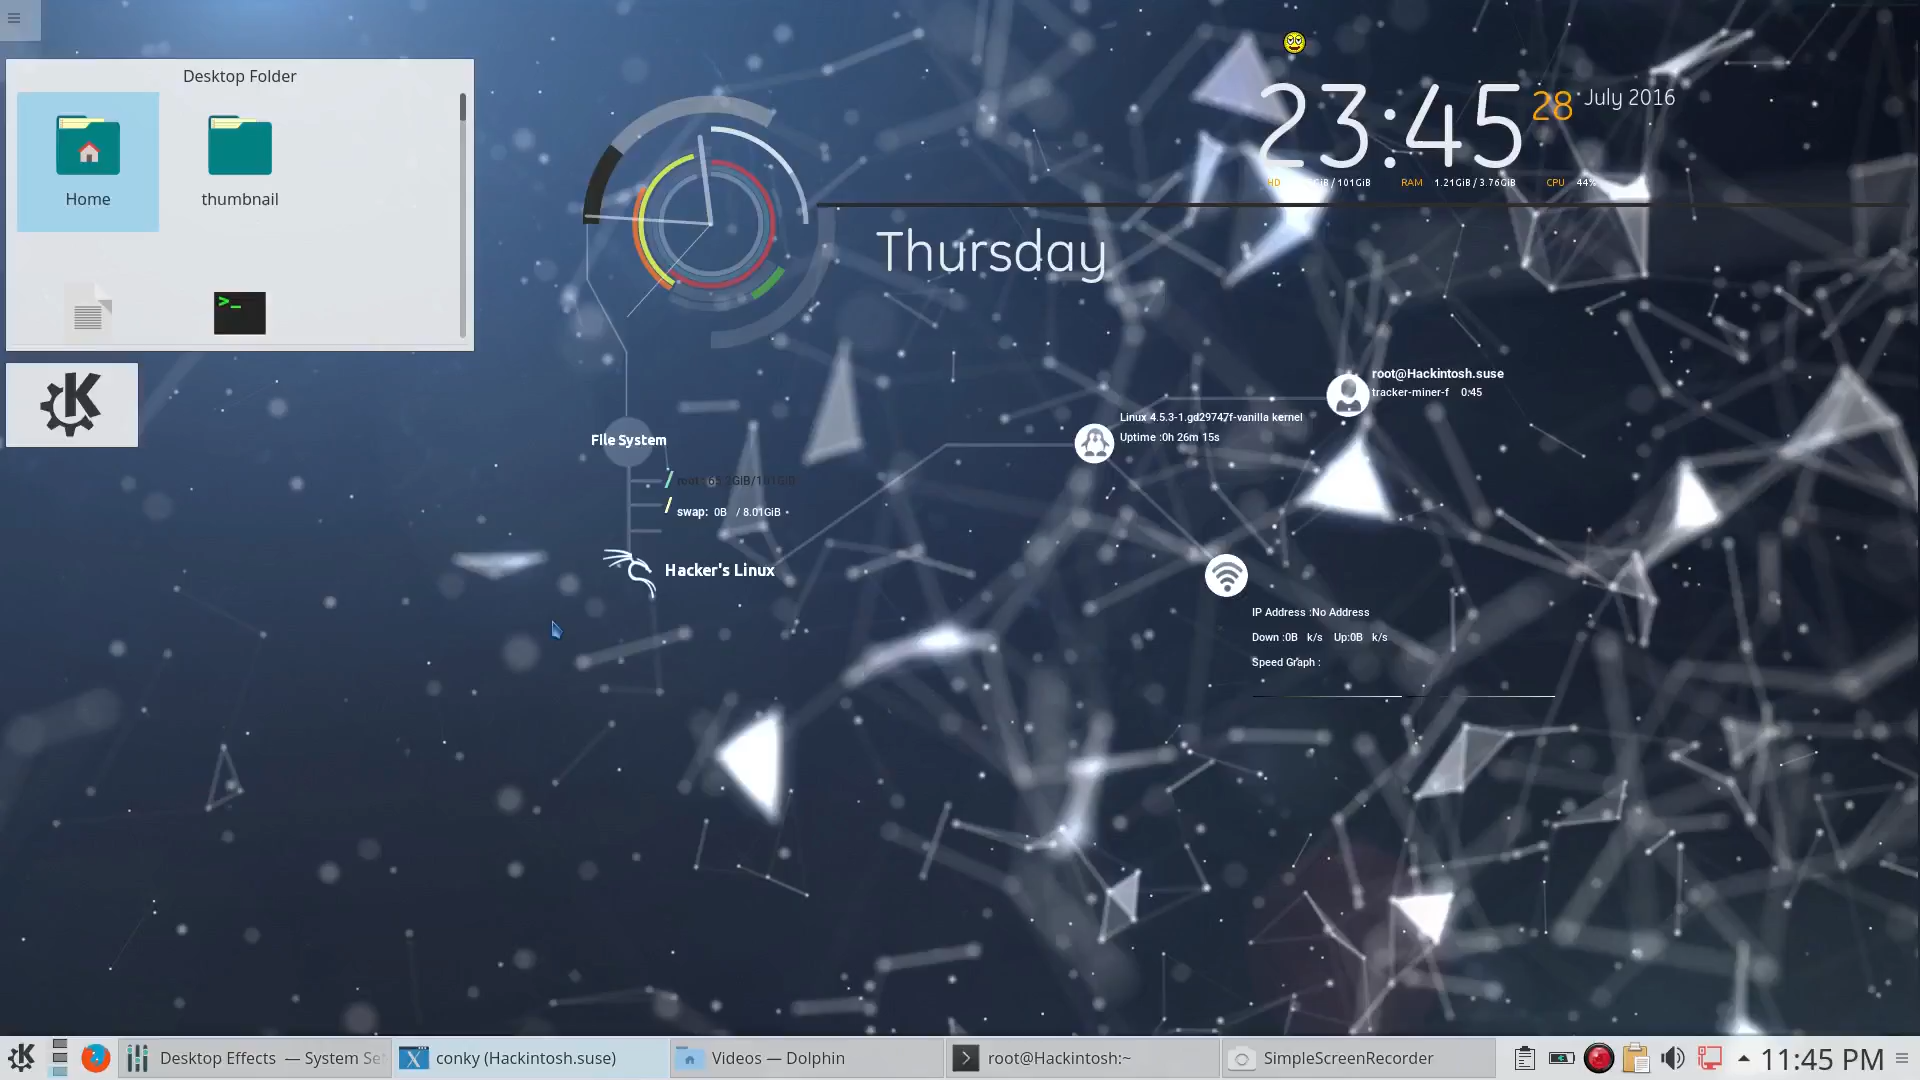 Desktop Folder
Home
thumbnail
>_
23:45 28 July 2016
HD GiB / 101GiB RAM 1.21GiB / 3.76GiB CPU 44%
Thursday
root@Hackintosh.suse
tracker-miner-f 0:45
Linux 4.5.3-1.gd29747f-vanilla kernel
Uptime :0h 26m 15s
File System
root :
swap: 0B / 8.01GiB
Hacker's Linux
IP Address :No Address
Down :0B k/s Up:0B k/s
Speed Graph :
Desktop Effects — System Se
conky (Hackintosh.suse)
Videos — Dolphin
root@Hackintosh:~
SimpleScreenRecorder
11:45 PM